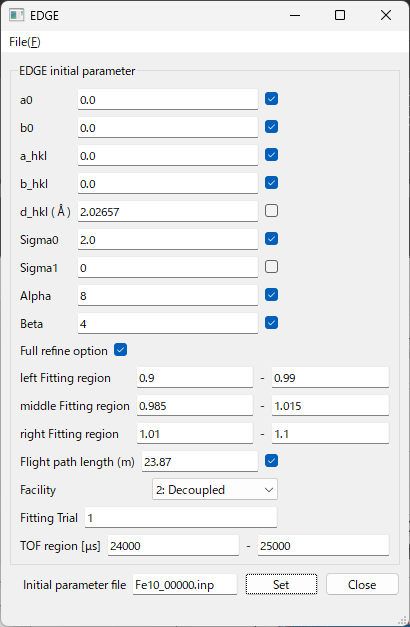 EDGE
File(F)
EDGE initial parameter
a0 0.0
b0 0.0
a_hkl 0.0
b_hkl 0.0
d_hkl (Å) 2.02657
Sigma0 2.0
Sigma1 0
Alpha 8
Beta 4
Full refine option
left Fitting region 0.9 - 0.99
middle Fitting region 0.985 - 1.015
right Fitting region 1.01 - 1.1
Flight path length (m) 23.87
Facility 2: Decoupled
Fitting Trial 1
TOF region [µs] 24000 - 25000
Initial parameter file Fe10_00000.inp Set Close